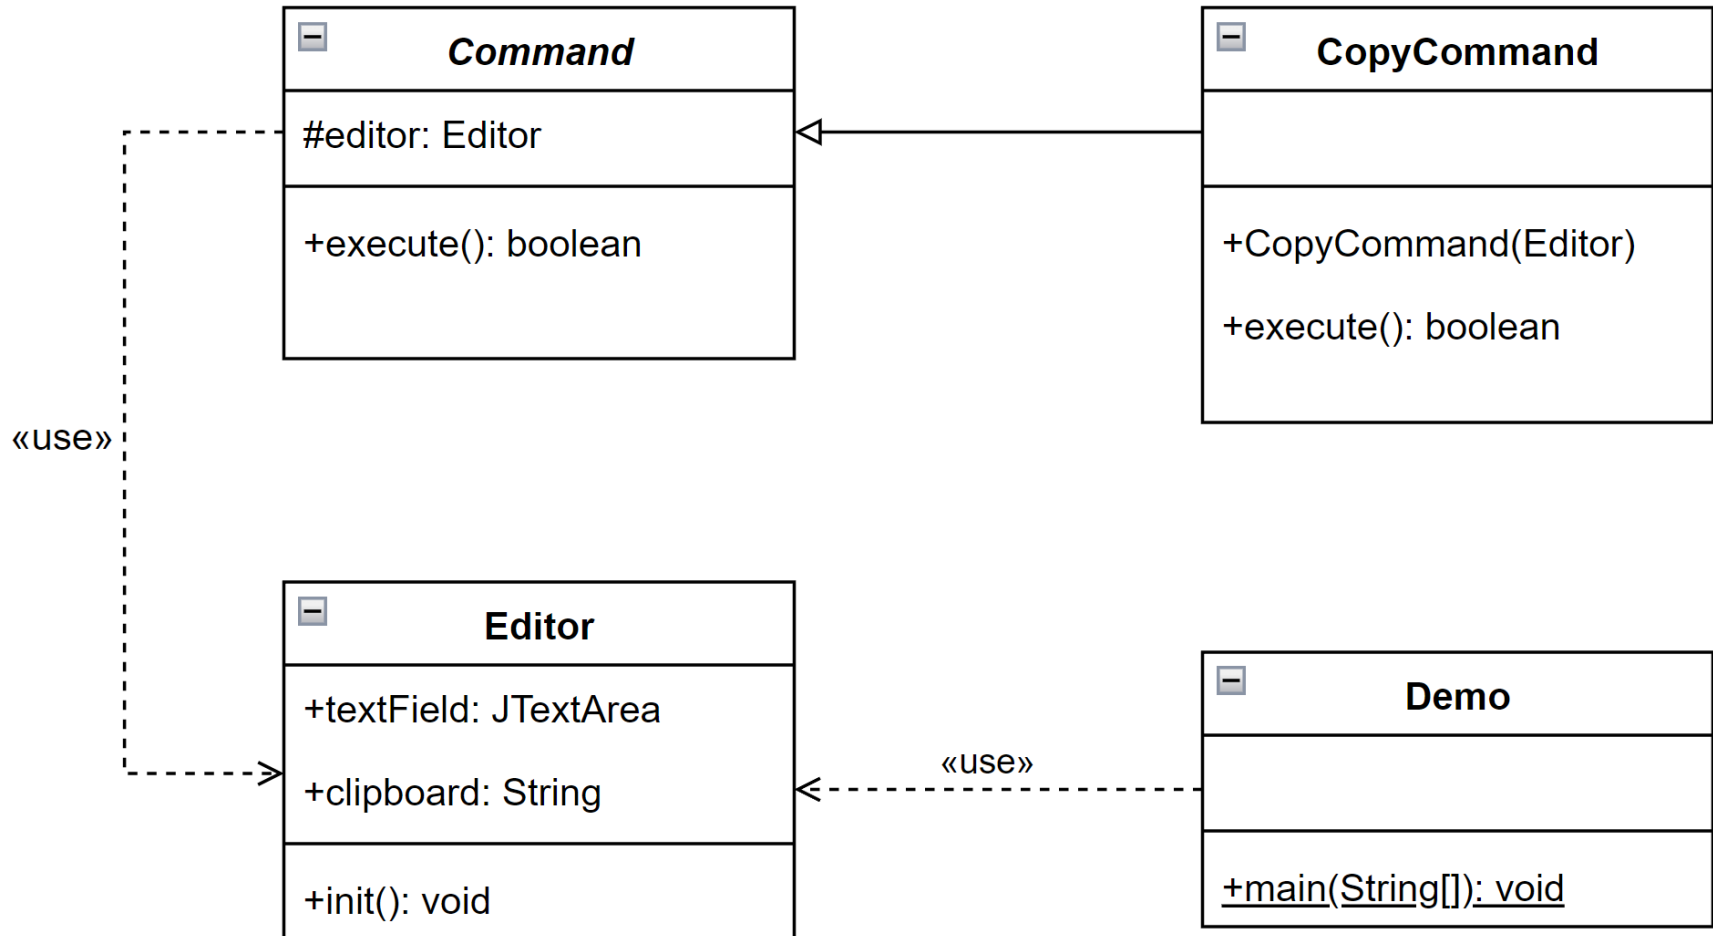 Command
#editor: Editor
+execute(): boolean
CopyCommand
+CopyCommand(Editor)
+execute(): boolean
«use»
Editor
+textField: JTextArea
+clipboard: String
+init(): void
«use»
Demo
+main(String[]): void